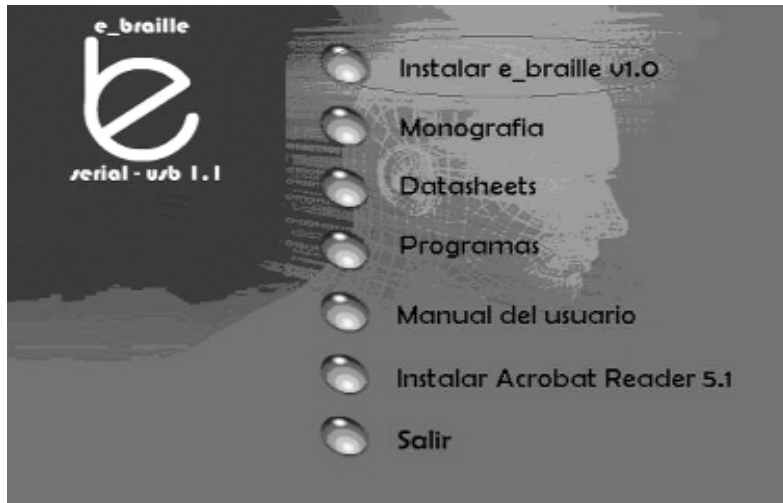 e_braille
serial - usb 1.1
Instalar e_braille v1.0
Monografia
Datasheets
Programas
Manual del usuario
Instalar Acrobat Reader 5.1
Salir